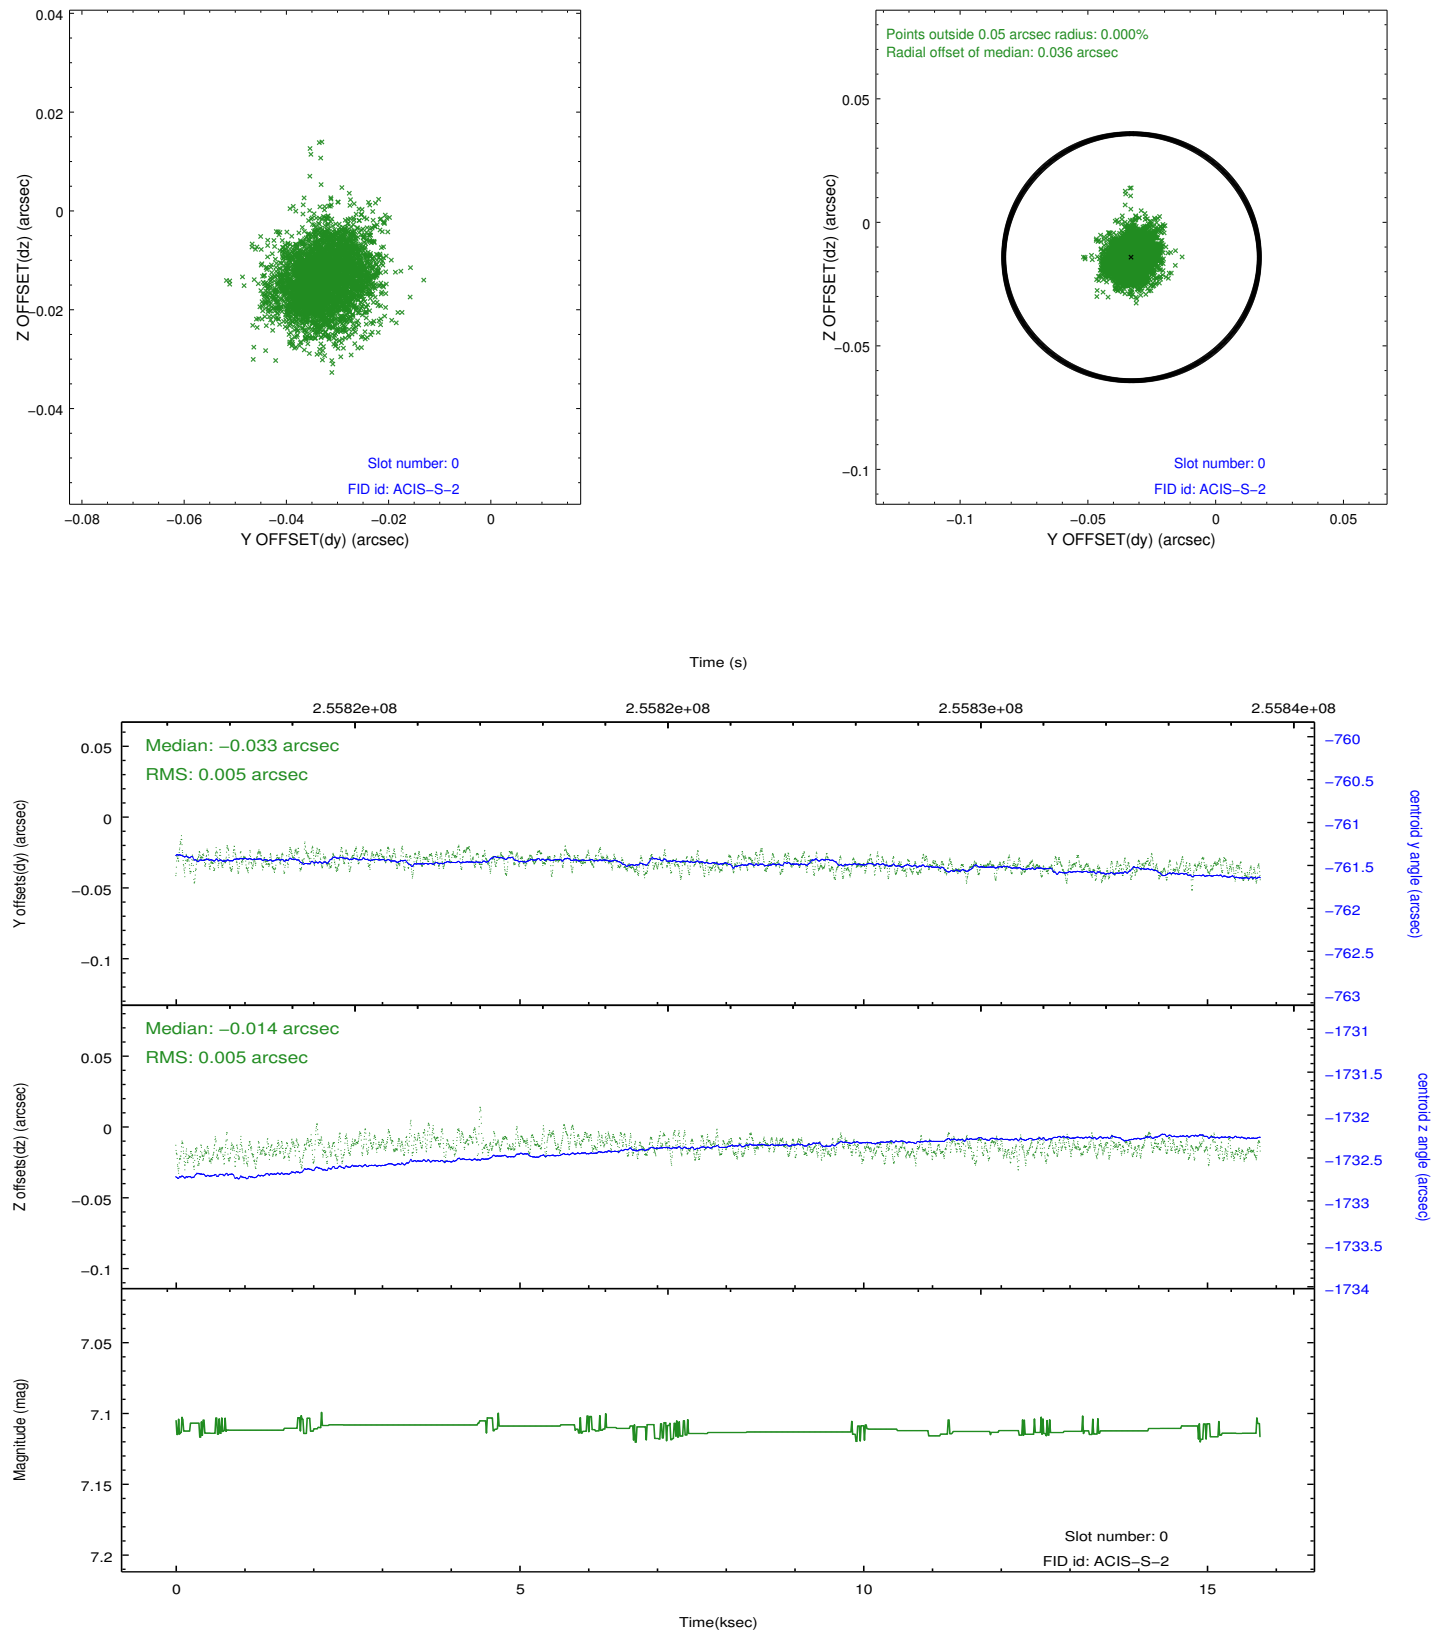 0.04
0.02
0
−0.02
−0.04
Z OFFSET(dz) (arcsec)
Slot number: 0
FID id: ACIS−S−2
−0.08 −0.06 −0.04 −0.02 0
Y OFFSET(dy) (arcsec)
Points outside 0.05 arcsec radius: 0.000%
Radial offset of median: 0.036 arcsec
0.05
0
−0.05
−0.1
Z OFFSET(dz) (arcsec)
Slot number: 0
FID id: ACIS−S−2
−0.1 −0.05 0 0.05
Y OFFSET(dy) (arcsec)
Time (s)
2.5582e+08 2.5582e+08 2.5583e+08 2.5584e+08
Median: −0.033 arcsec
RMS: 0.005 arcsec
0.05
0
−0.05
−0.1
Y offsets(dy) (arcsec)
−760
−760.5
−761
−761.5
−762
−762.5
−763
centroid y angle (arcsec)
Median: −0.014 arcsec
RMS: 0.005 arcsec
0.05
0
−0.05
−0.1
Z offsets(dz) (arcsec)
−1731
−1731.5
−1732
−1732.5
−1733
−1733.5
−1734
centroid z angle (arcsec)
7.05
7.1
7.15
7.2
Magnitude (mag)
Slot number: 0
FID id: ACIS−S−2
0 5 10 15
Time(ksec)